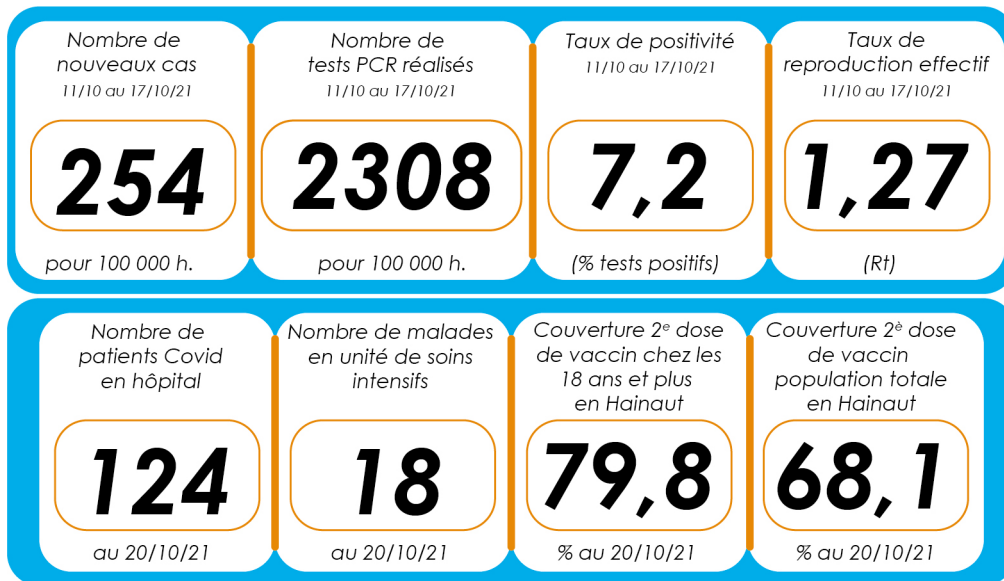 Nombre de
nouveaux cas
11/10 au 17/10/21
254
pour 100 000 h.
Nombre de
tests PCR réalisés
11/10 au 17/10/21
2308
pour 100 000 h.
Taux de positivité
11/10 au 17/10/21
7,2
(% tests positifs)
Taux de
reproduction effectif
11/10 au 17/10/21
1,27
(Rt)
Nombre de
patients Covid
en hôpital
124
au 20/10/21
Nombre de malades
en unité de soins
intensifs
18
au 20/10/21
Couverture 2e dose
de vaccin chez les
18 ans et plus
en Hainaut
79,8
% au 20/10/21
Couverture 2è dose
de vaccin
population totale
en Hainaut
68,1
% au 20/10/21